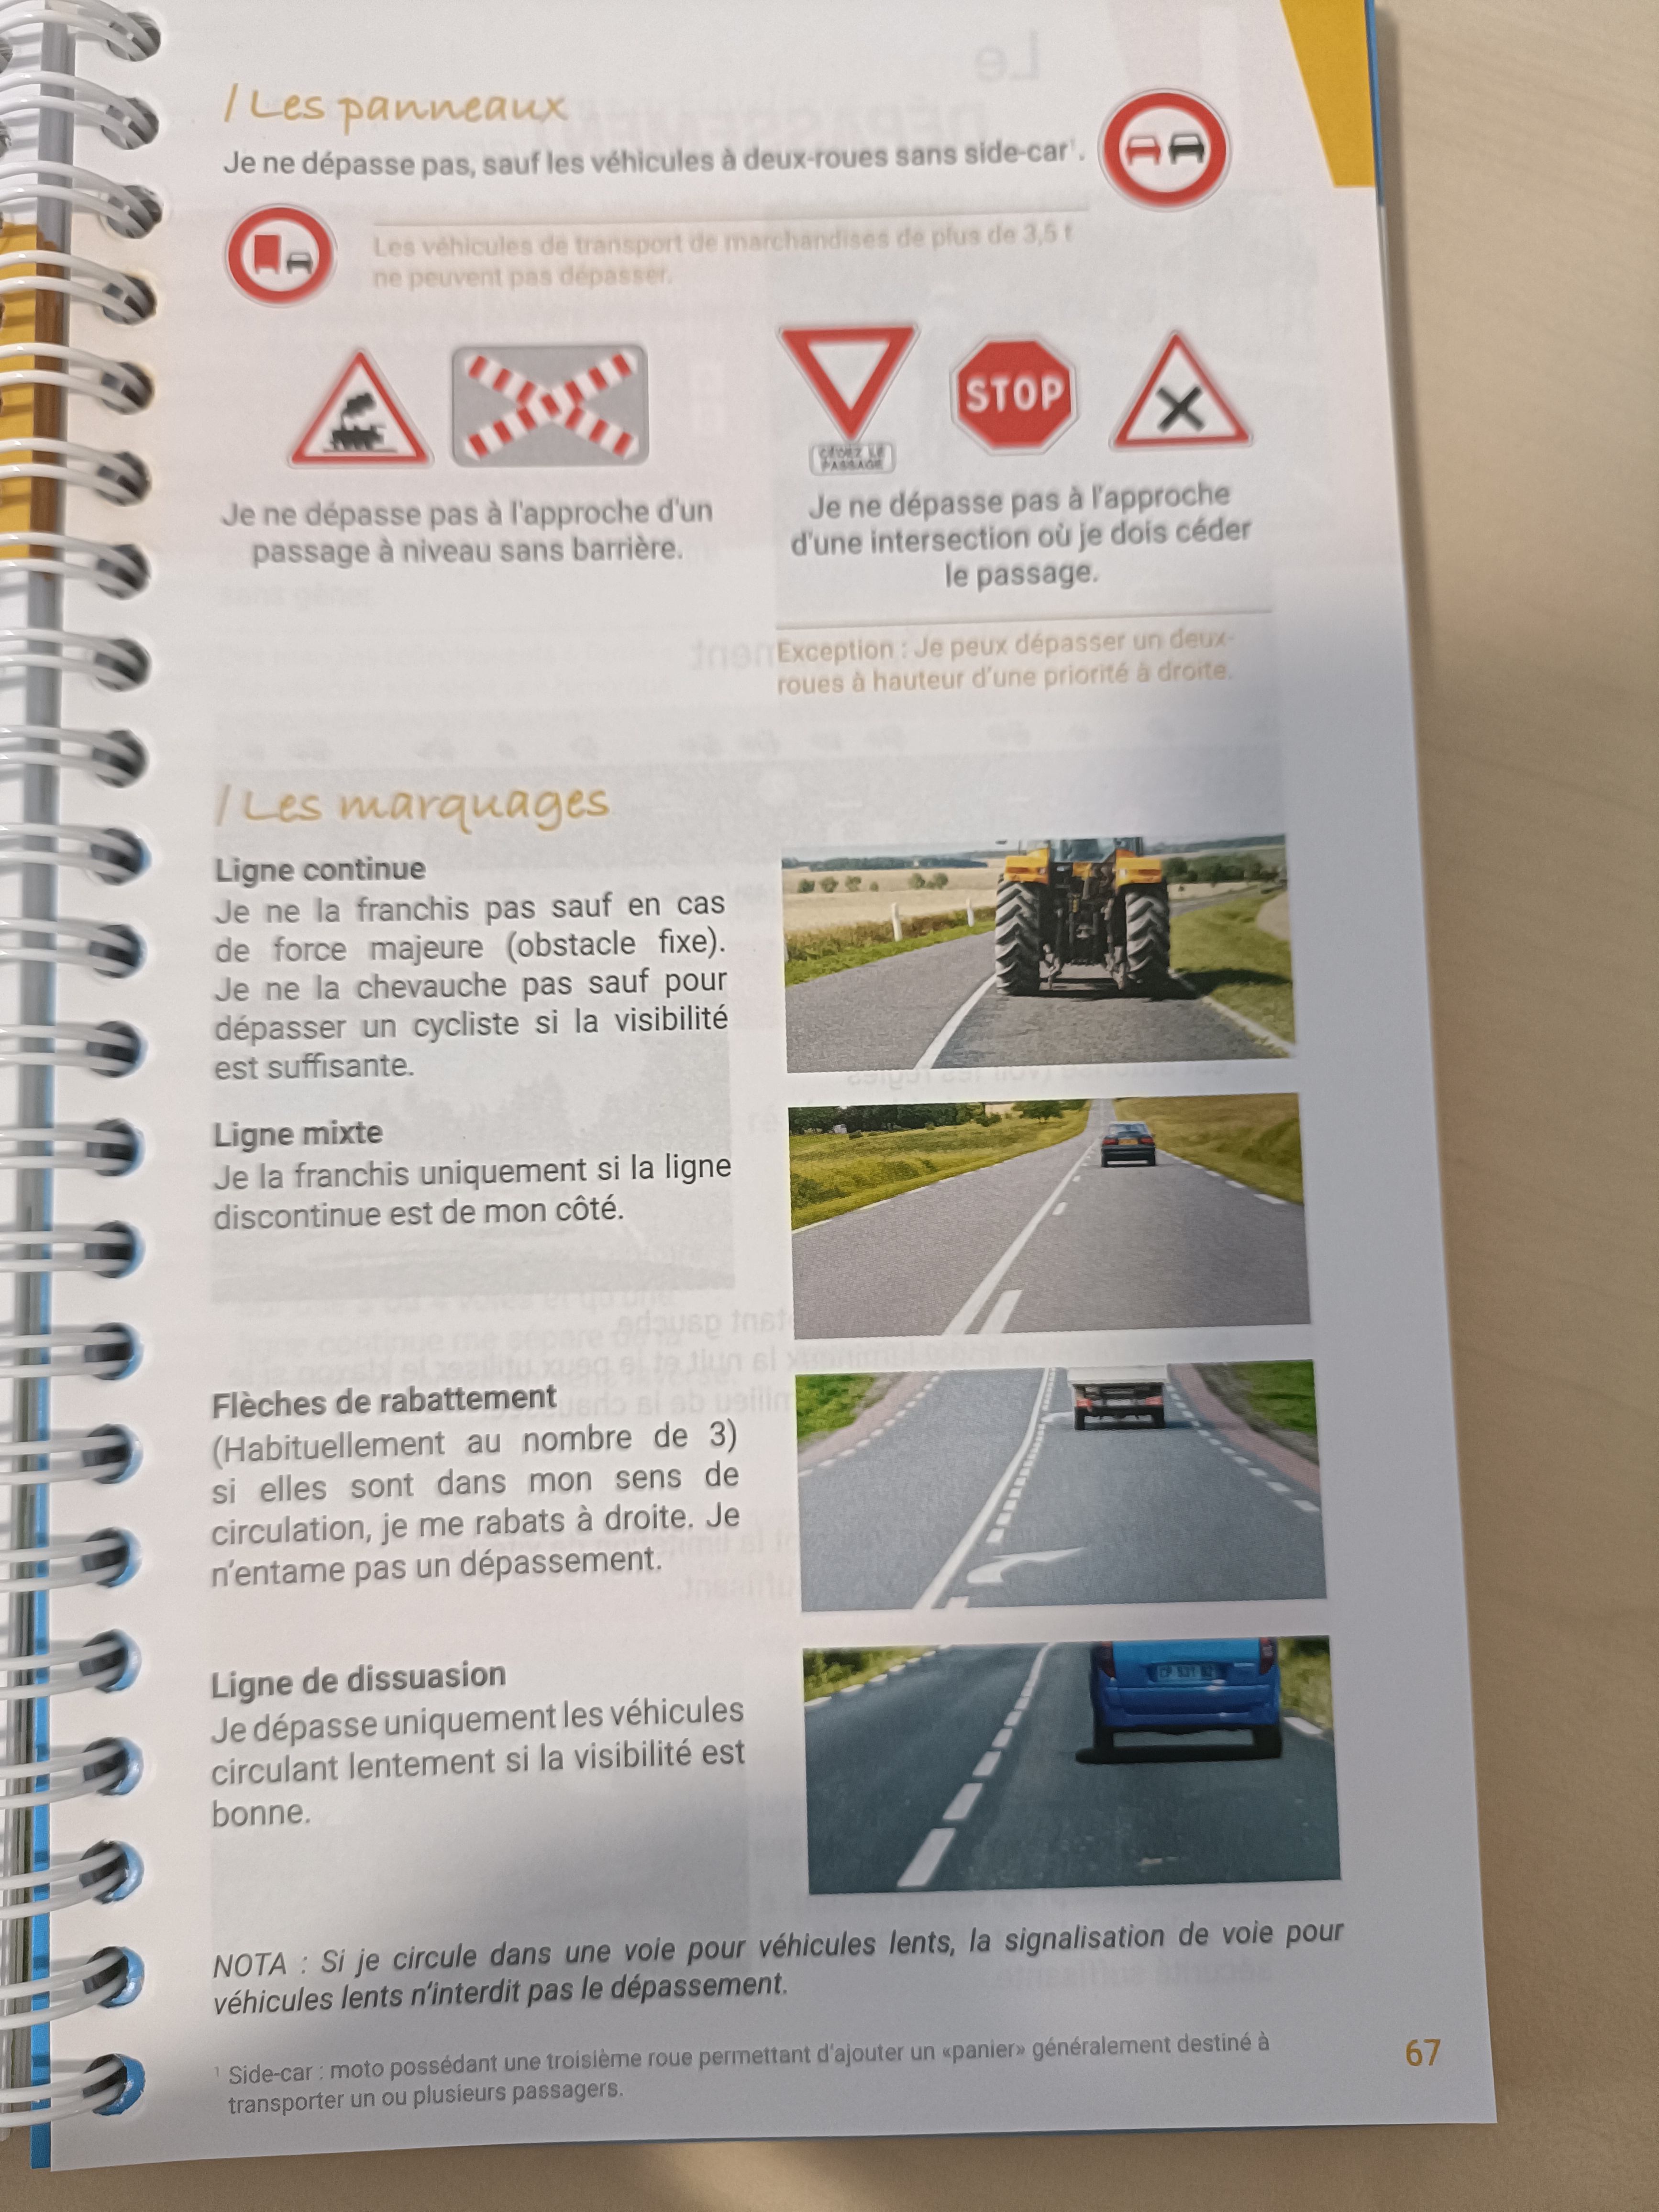 / Les panneaux
Je ne dépasse pas, sauf les véhicules à deux-roues sans side-car¹.
Les véhicules de transport de marchandises de plus de 3,5 t
ne peuvent pas dépasser.
CÉDEZ LE
PASSAGE
STOP
Je ne dépasse pas à l'approche d'un
passage à niveau sans barrière.
Je ne dépasse pas à l'approche
d'une intersection où je dois céder
le passage.
Exception : Je peux dépasser un deux-
roues à hauteur d'une priorité à droite.
/ Les marquages
Ligne continue
Je ne la franchis pas sauf en cas
de force majeure (obstacle fixe).
Je ne la chevauche pas sauf pour
dépasser un cycliste si la visibilité
est suffisante.
Ligne mixte
Je la franchis uniquement si la ligne
discontinue est de mon côté.
Flèches de rabattement
(Habituellement au nombre de 3)
si elles sont dans mon sens de
circulation, je me rabats à droite. Je
n'entame pas un dépassement.
Ligne de dissuasion
Je dépasse uniquement les véhicules
circulant lentement si la visibilité est
bonne.
NOTA : Si je circule dans une voie pour véhicules lents, la signalisation de voie pour
véhicules lents n'interdit pas le dépassement.
¹ Side-car : moto possédant une troisième roue permettant d'ajouter un «panier» généralement destiné à
transporter un ou plusieurs passagers.
67